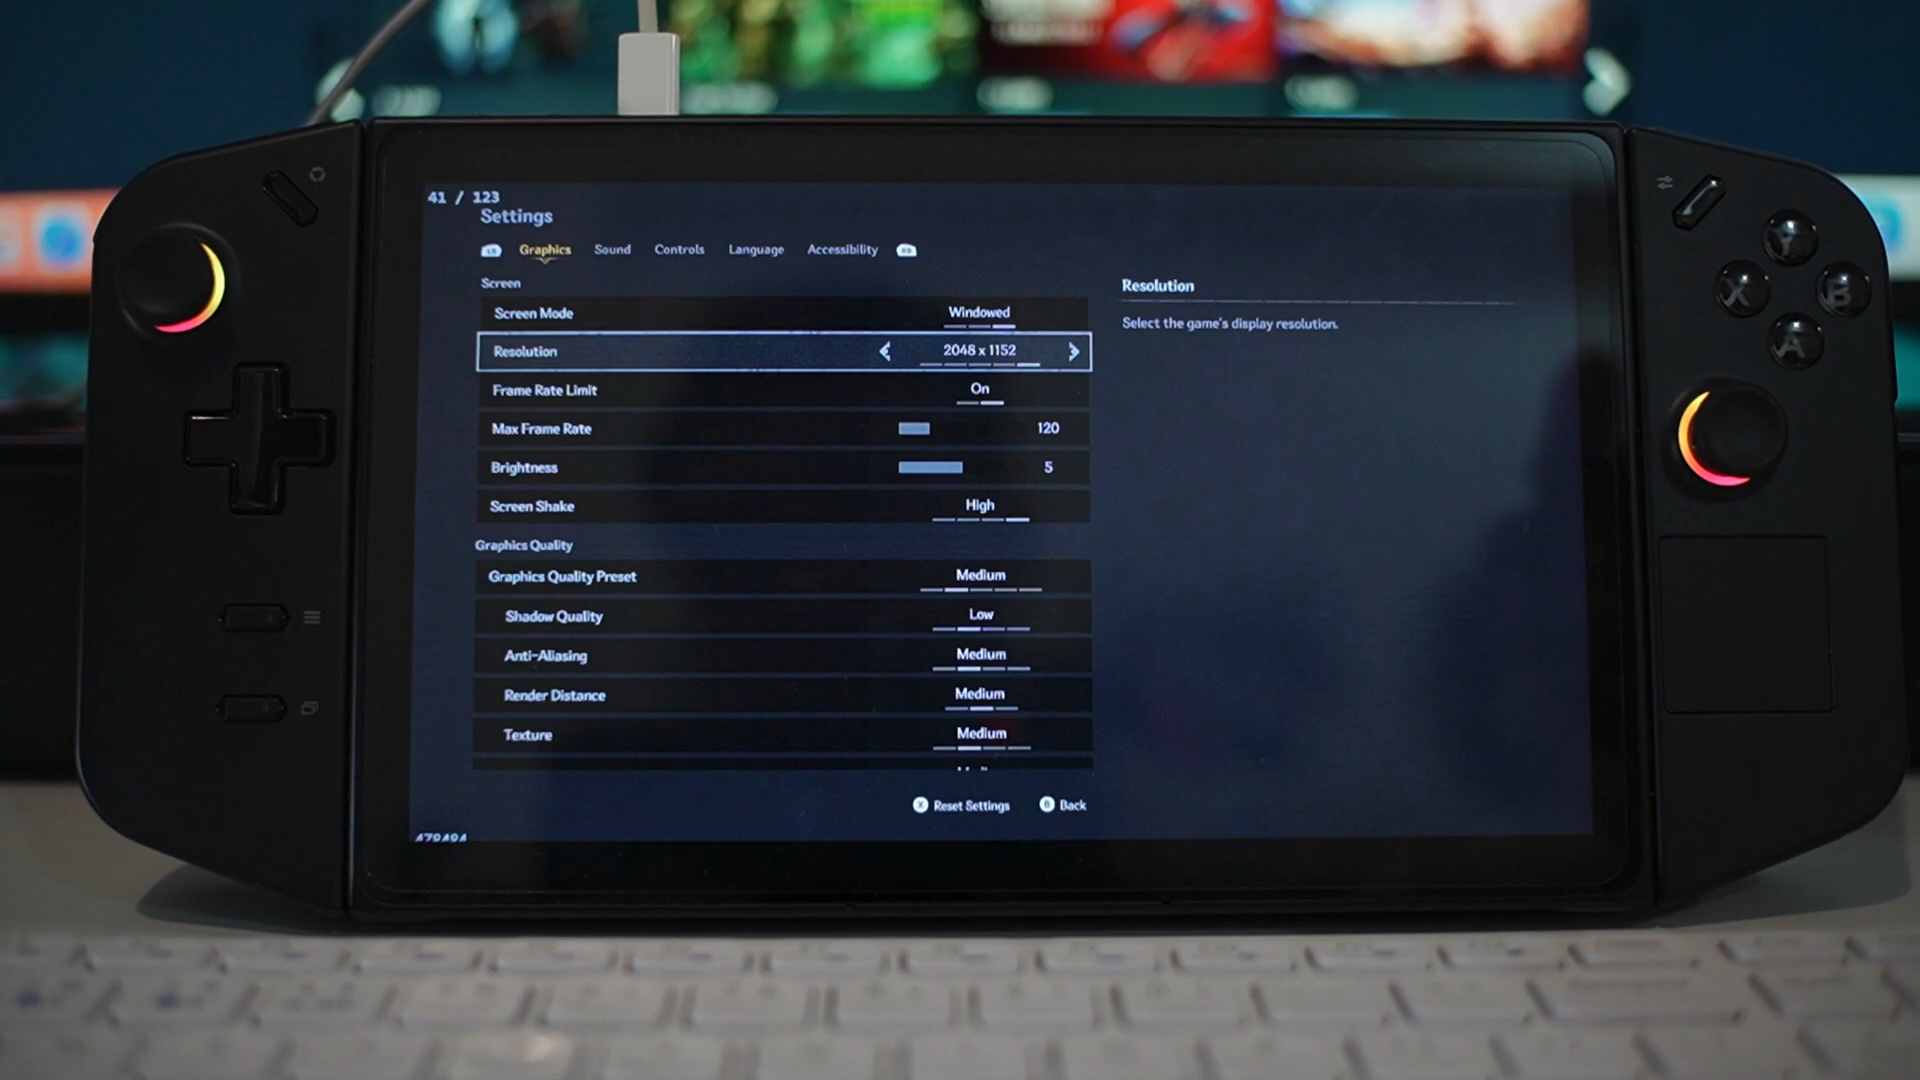 41 / 123
Settings
LB Graphics Sound Controls Language Accessibility RB
Screen
Screen Mode Windowed
Resolution 2048 x 1152
Frame Rate Limit On
Max Frame Rate 120
Brightness 5
Screen Shake High
Graphics Quality
Graphics Quality Preset Medium
Shadow Quality Low
Anti-Aliasing Medium
Render Distance Medium
Texture Medium
X Reset Settings B Back
Resolution
Select the game's display resolution.
Y
X B
A